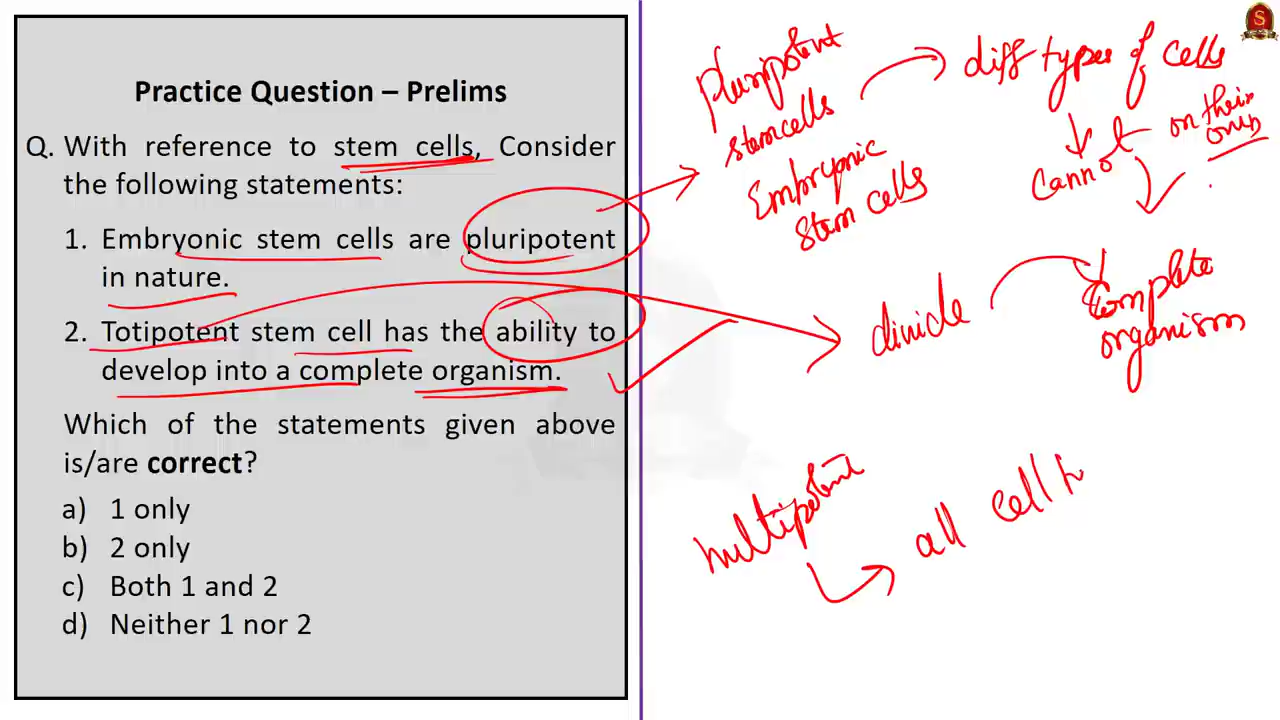 Practice Question – Prelims
Q. With reference to stem cells, Consider
the following statements:
1. Embryonic stem cells are pluripotent
in nature.
2. Totipotent stem cell has the ability to
develop into a complete organism.
Which of the statements given above
is/are correct?
a) 1 only
b) 2 only
c) Both 1 and 2
d) Neither 1 nor 2
pluripotent
stemcells
Embryonic
stem cells
diff types of cells
cannot
on their
own
divide
Complete
organism
multipotent
all cell
S